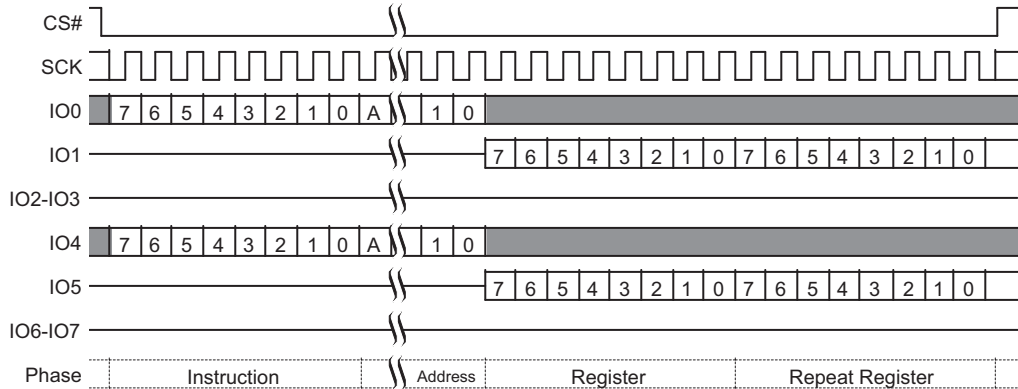 CS#
SCK
IO0 7 6 5 4 3 2 1 0 A 1 0
IO1 7 6 5 4 3 2 1 0 7 6 5 4 3 2 1 0
IO2-IO3
IO4 7 6 5 4 3 2 1 0 A 1 0
IO5 7 6 5 4 3 2 1 0 7 6 5 4 3 2 1 0
IO6-IO7
Phase Instruction Address Register Repeat Register